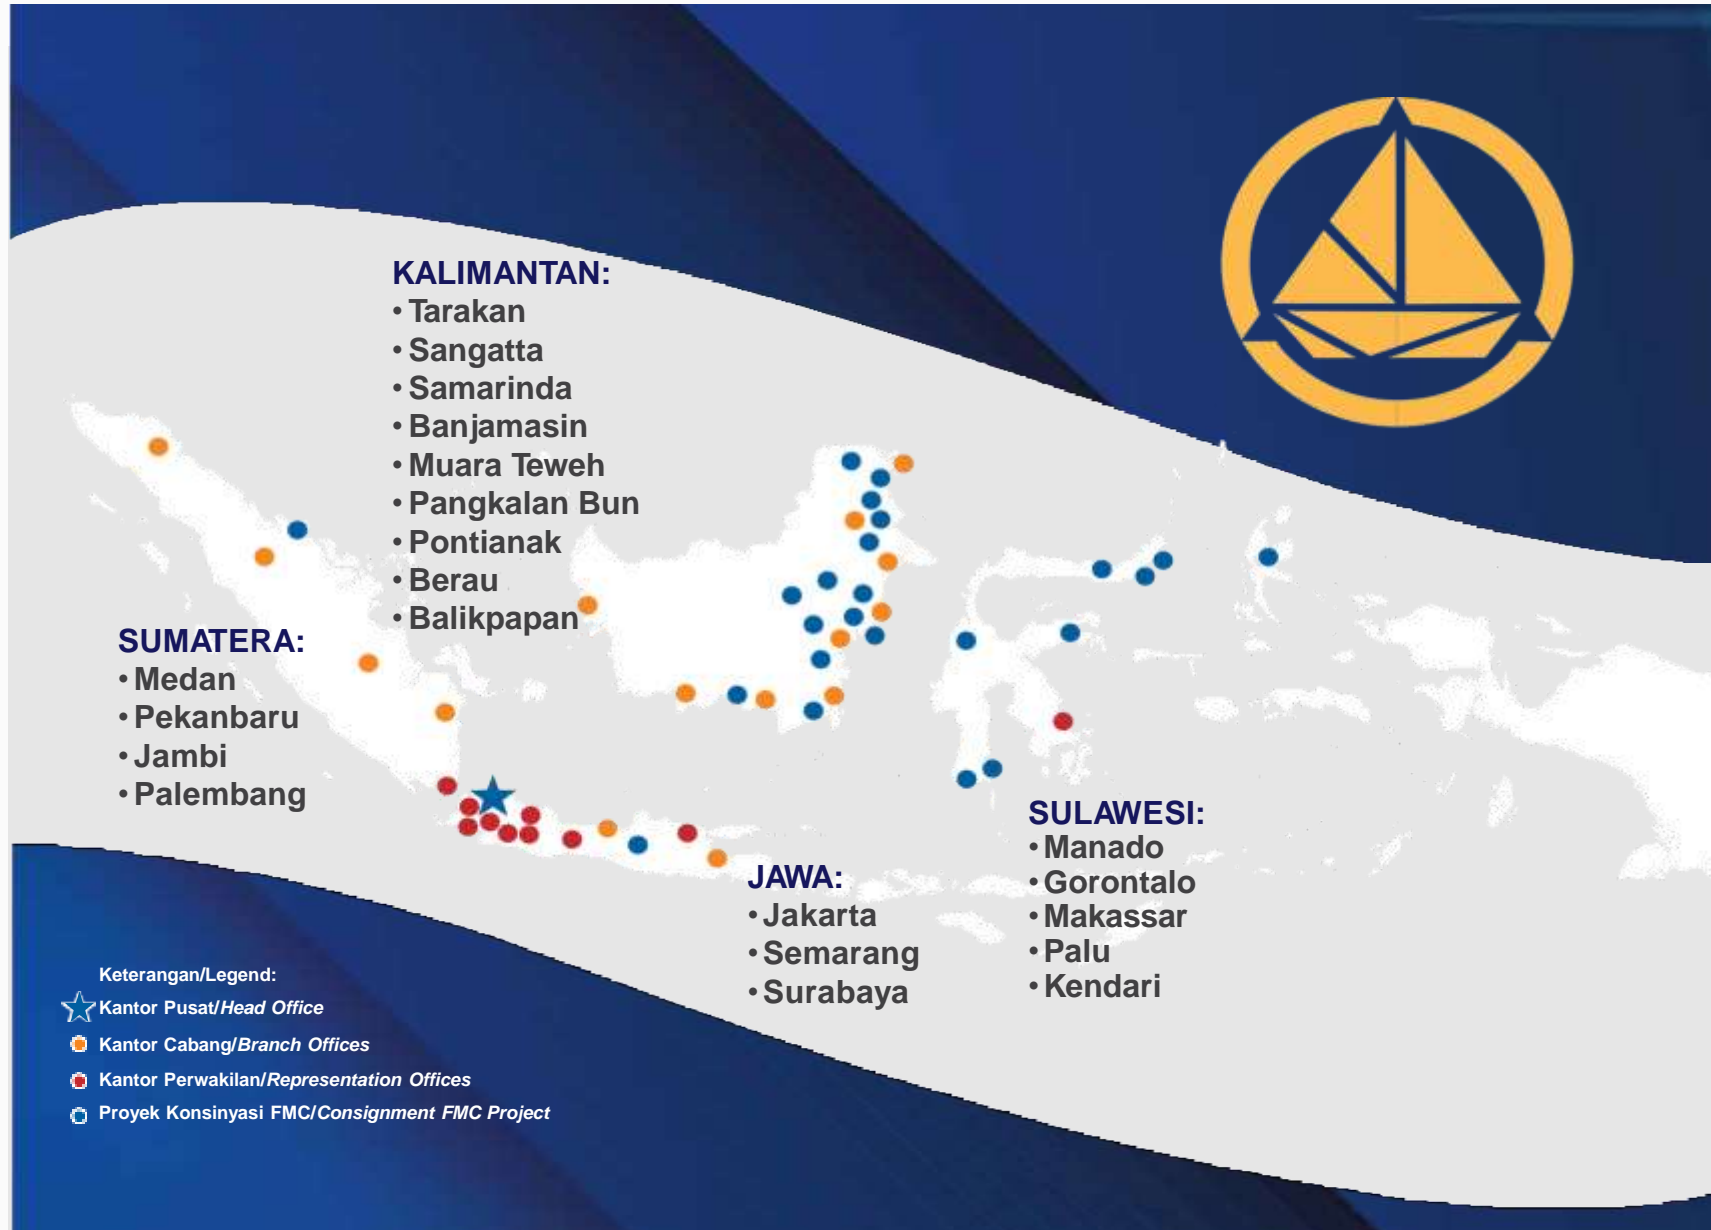 KALIMANTAN:
• Tarakan
• Sangatta
• Samarinda
• Banjamasin
• Muara Teweh
• Pangkalan Bun
• Pontianak
• Berau
• Balikpapan
SUMATERA:
• Medan
• Pekanbaru
• Jambi
• Palembang
SULAWESI:
• Manado
• Gorontalo
• Makassar
• Palu
• Kendari
JAWA:
• Jakarta
• Semarang
• Surabaya
Keterangan/Legend:
Kantor Pusat/Head Office
Kantor Cabang/Branch Offices
Kantor Perwakilan/Representation Offices
Proyek Konsinyasi FMC/Consignment FMC Project